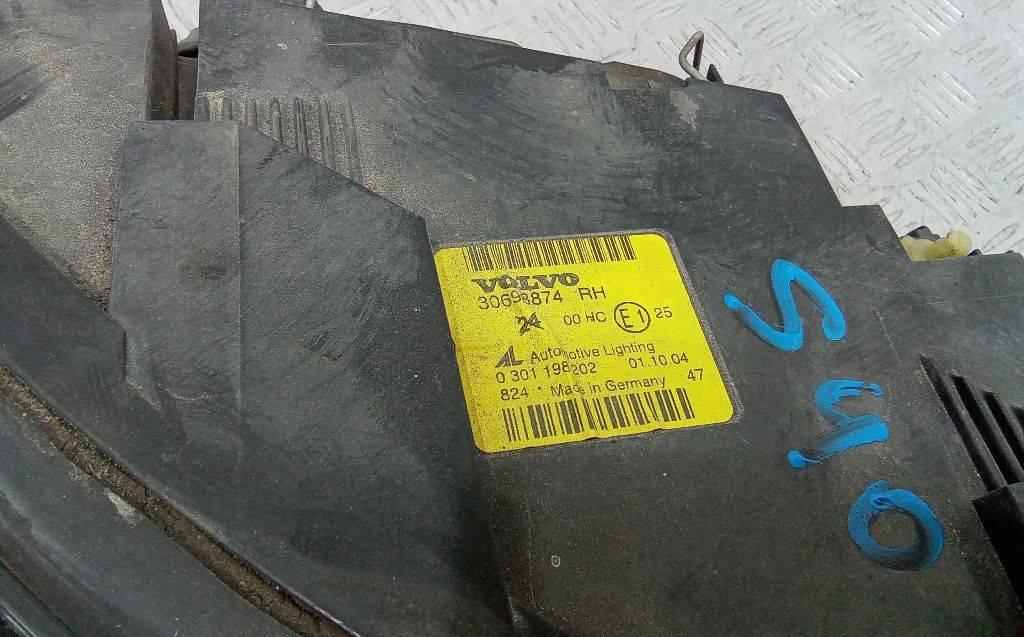 VOLVO
30698874 RH
24 00 HC E1 25
AL Automotive Lighting
0 301 198 202 01.10.04
824 * Made in Germany 47
S40